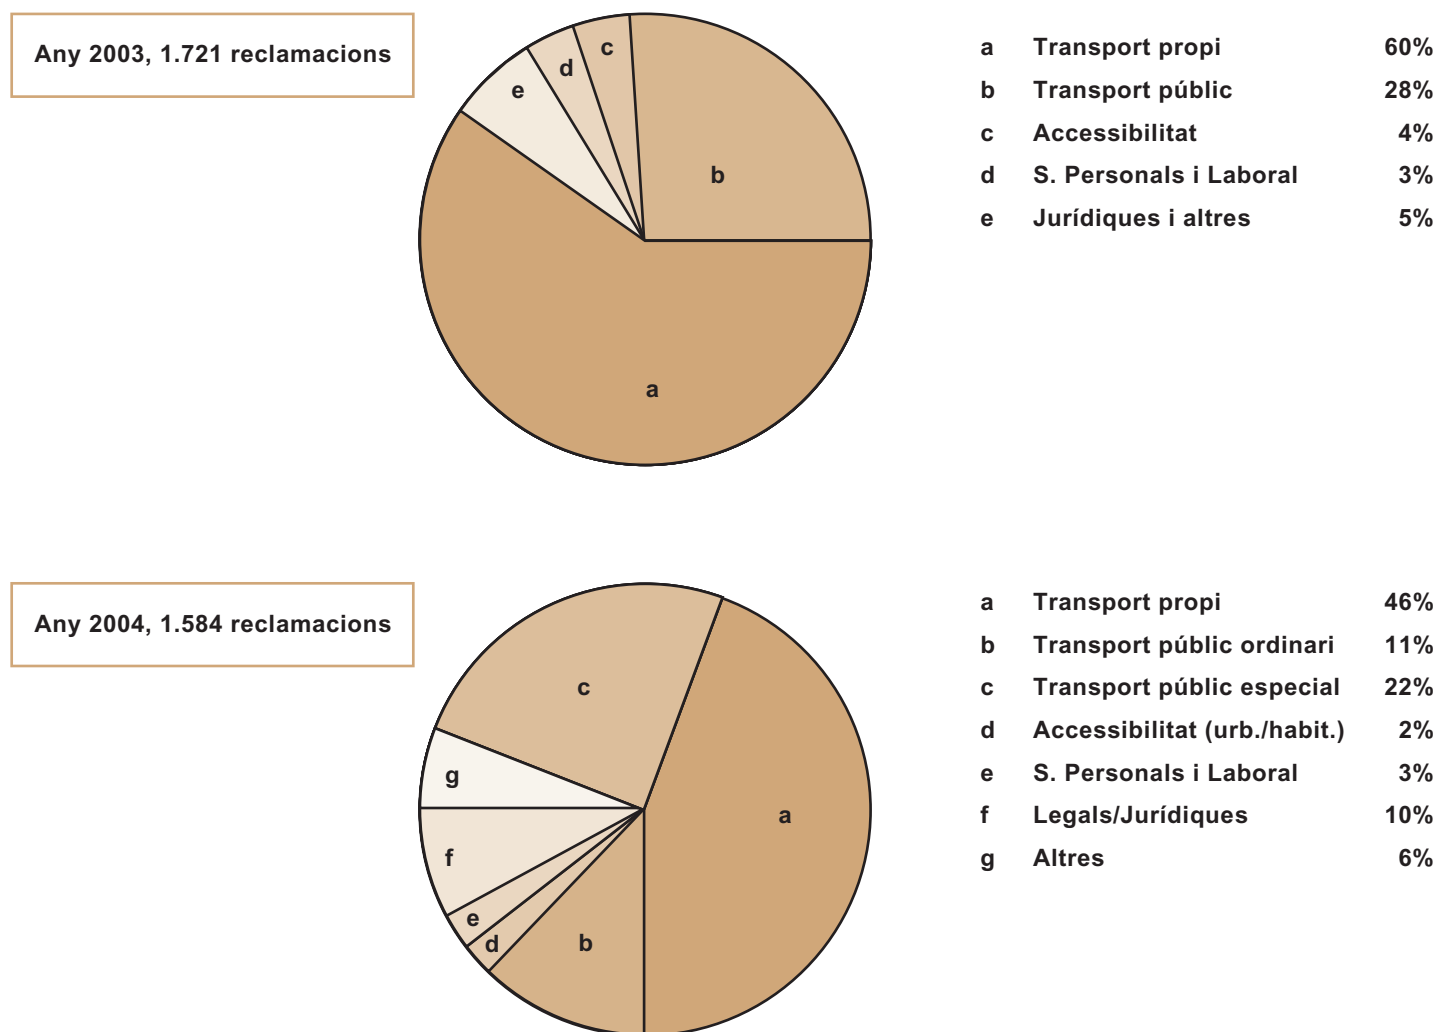 Any 2003, 1.721 reclamacions
a Transport propi 60%
b Transport públic 28%
c Accessibilitat 4%
d S. Personals i Laboral 3%
e Jurídiques i altres 5%
c
d
e
b
a
Any 2004, 1.584 reclamacions
a Transport propi 46%
b Transport públic ordinari 11%
c Transport públic especial 22%
d Accessibilitat (urb./habit.) 2%
e S. Personals i Laboral 3%
f Legals/Jurídiques 10%
g Altres 6%
c
g
a
f
e
d
b